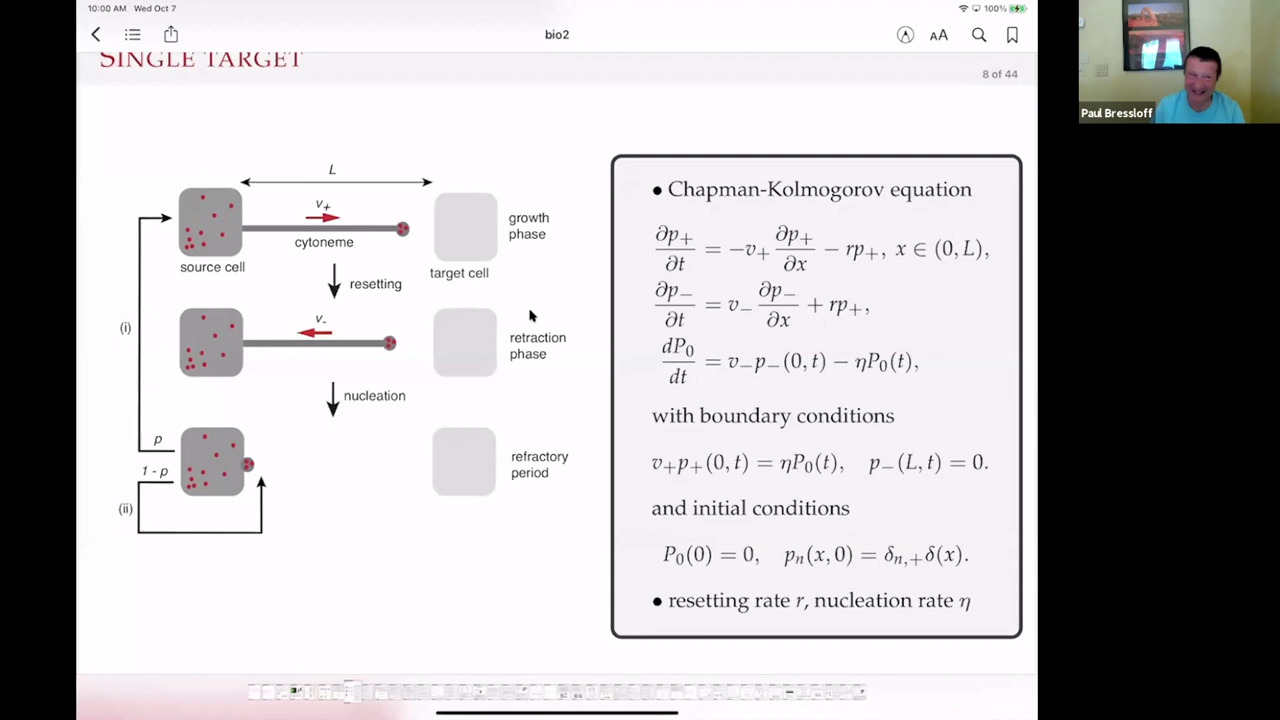 10:00 AM Wed Oct 7
100%
bio2
AA
SINGLE TARGET
8 of 44
L
v₊
cytoneme
source cell
target cell
growth
phase
resetting
v₋
retraction
phase
(i)
nucleation
p
1 - p
(ii)
refractory
period
• Chapman-Kolmogorov equation
∂p₊/∂t = −v₊ ∂p₊/∂x − rp₊, x ∈ (0, L),
∂p₋/∂t = v₋ ∂p₋/∂x + rp₊,
dP₀/dt = v₋p₋(0, t) − ηP₀(t),
with boundary conditions
v₊p₊(0, t) = ηP₀(t), p₋(L, t) = 0.
and initial conditions
P₀(0) = 0, pₙ(x, 0) = δₙ,₊δ(x).
• resetting rate r, nucleation rate η
Paul Bressloff